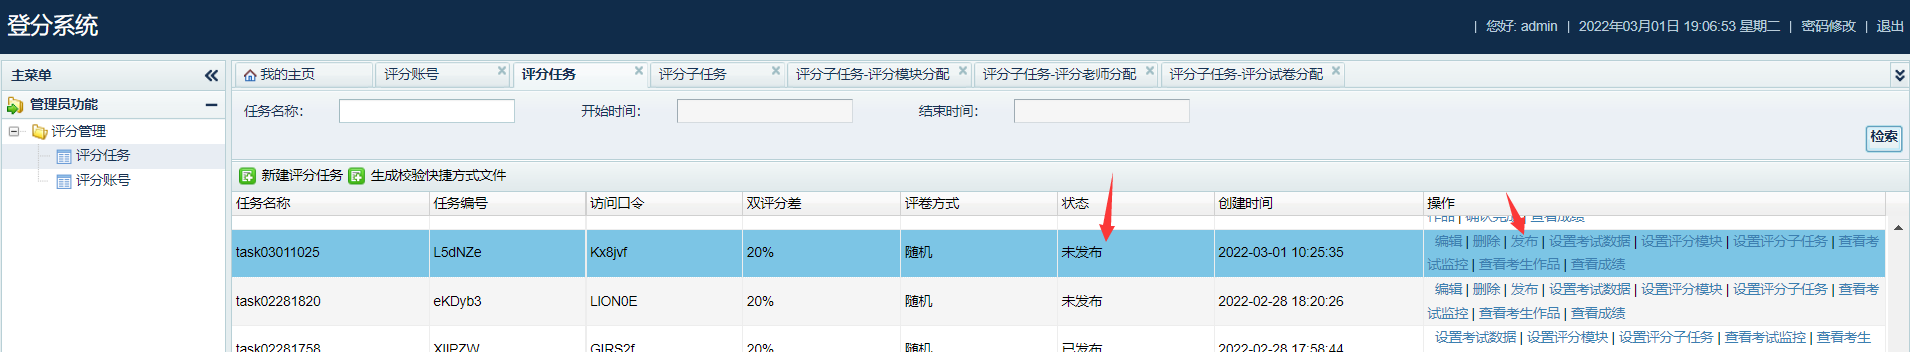 登分系统
| 您好: admin | 2022年03月01日 19:06:53 星期二 | 密码修改 | 退出
主菜单
管理员功能
评分管理
评分任务
评分账号
我的主页 评分账号 评分任务 评分子任务 评分子任务-评分模块分配 评分子任务-评分老师分配 评分子任务-评分试卷分配
任务名称: 开始时间: 结束时间:
检索
新建评分任务 生成校验快捷方式文件
任务名称 任务编号 访问口令 双评分差 评卷方式 状态 创建时间 操作
作品 | 确认完成 | 查看成绩
task03011025 L5dNZe Kx8jvf 20% 随机 未发布 2022-03-01 10:25:35 编辑 | 删除 | 发布 | 设置考试数据 | 设置评分模块 | 设置评分子任务 | 查看考
试监控 | 查看考生作品 | 查看成绩
task02281820 eKDyb3 LION0E 20% 随机 未发布 2022-02-28 18:20:26 编辑 | 删除 | 发布 | 设置考试数据 | 设置评分模块 | 设置评分子任务 | 查看考
试监控 | 查看考生作品 | 查看成绩
task02281758 20% 随机 已发布 2022-02-28 17:58:44 设置考试数据 | 设置评分模块 | 设置评分子任务 | 查看考试监控 | 查看考生